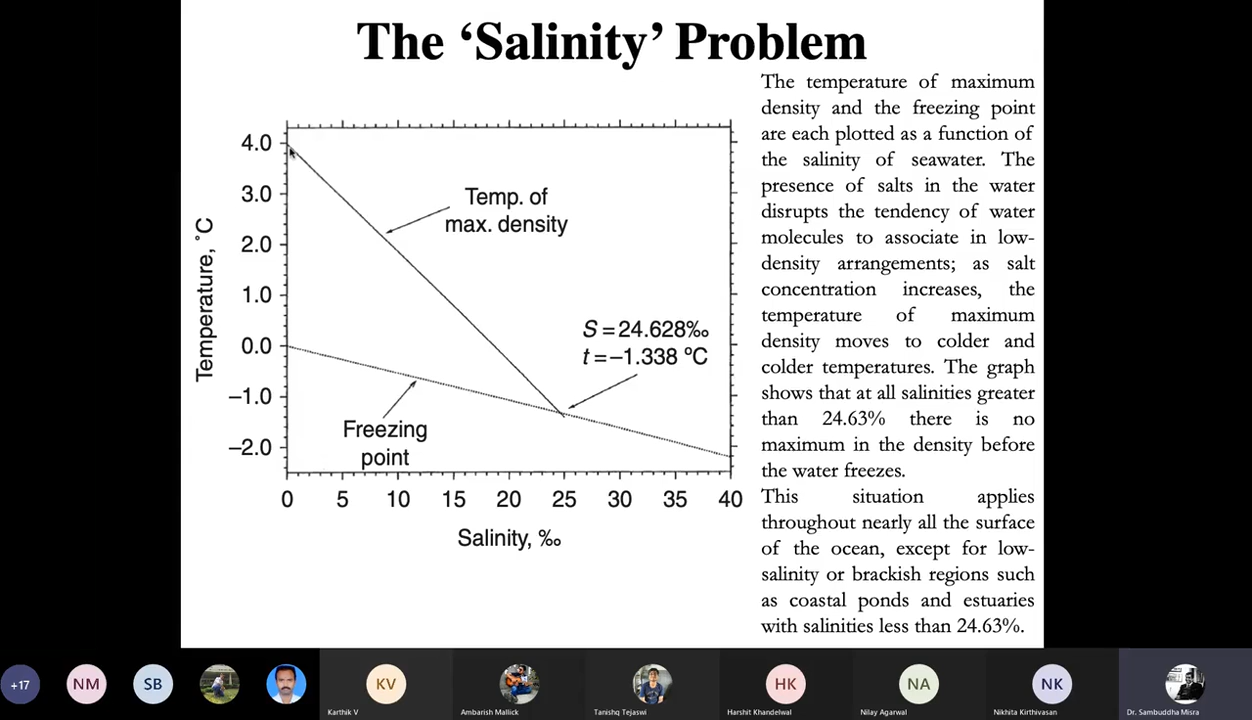 The ‘Salinity’ Problem
4.0
3.0
2.0
1.0
0.0
–1.0
–2.0
Temperature, ˚C
Temp. of
max. density
S = 24.628‰
t = –1.338 ºC
Freezing
point
0 5 10 15 20 25 30 35 40
Salinity, ‰
The temperature of maximum
density and the freezing point
are each plotted as a function of
the salinity of seawater. The
presence of salts in the water
disrupts the tendency of water
molecules to associate in low-
density arrangements; as salt
concentration increases, the
temperature of maximum
density moves to colder and
colder temperatures. The graph
shows that at all salinities greater
than 24.63% there is no
maximum in the density before
the water freezes.
This situation applies
throughout nearly all the surface
of the ocean, except for low-
salinity or brackish regions such
as coastal ponds and estuaries
with salinities less than 24.63%.
+17
NM
SB
KV
HK
NA
NK
Karthik V
Ambarish Mallick
Tanishq Tejaswi
Harshit Khandelwal
Nilay Agarwal
Nikhita Kirthivasan
Dr. Sambuddha Misra